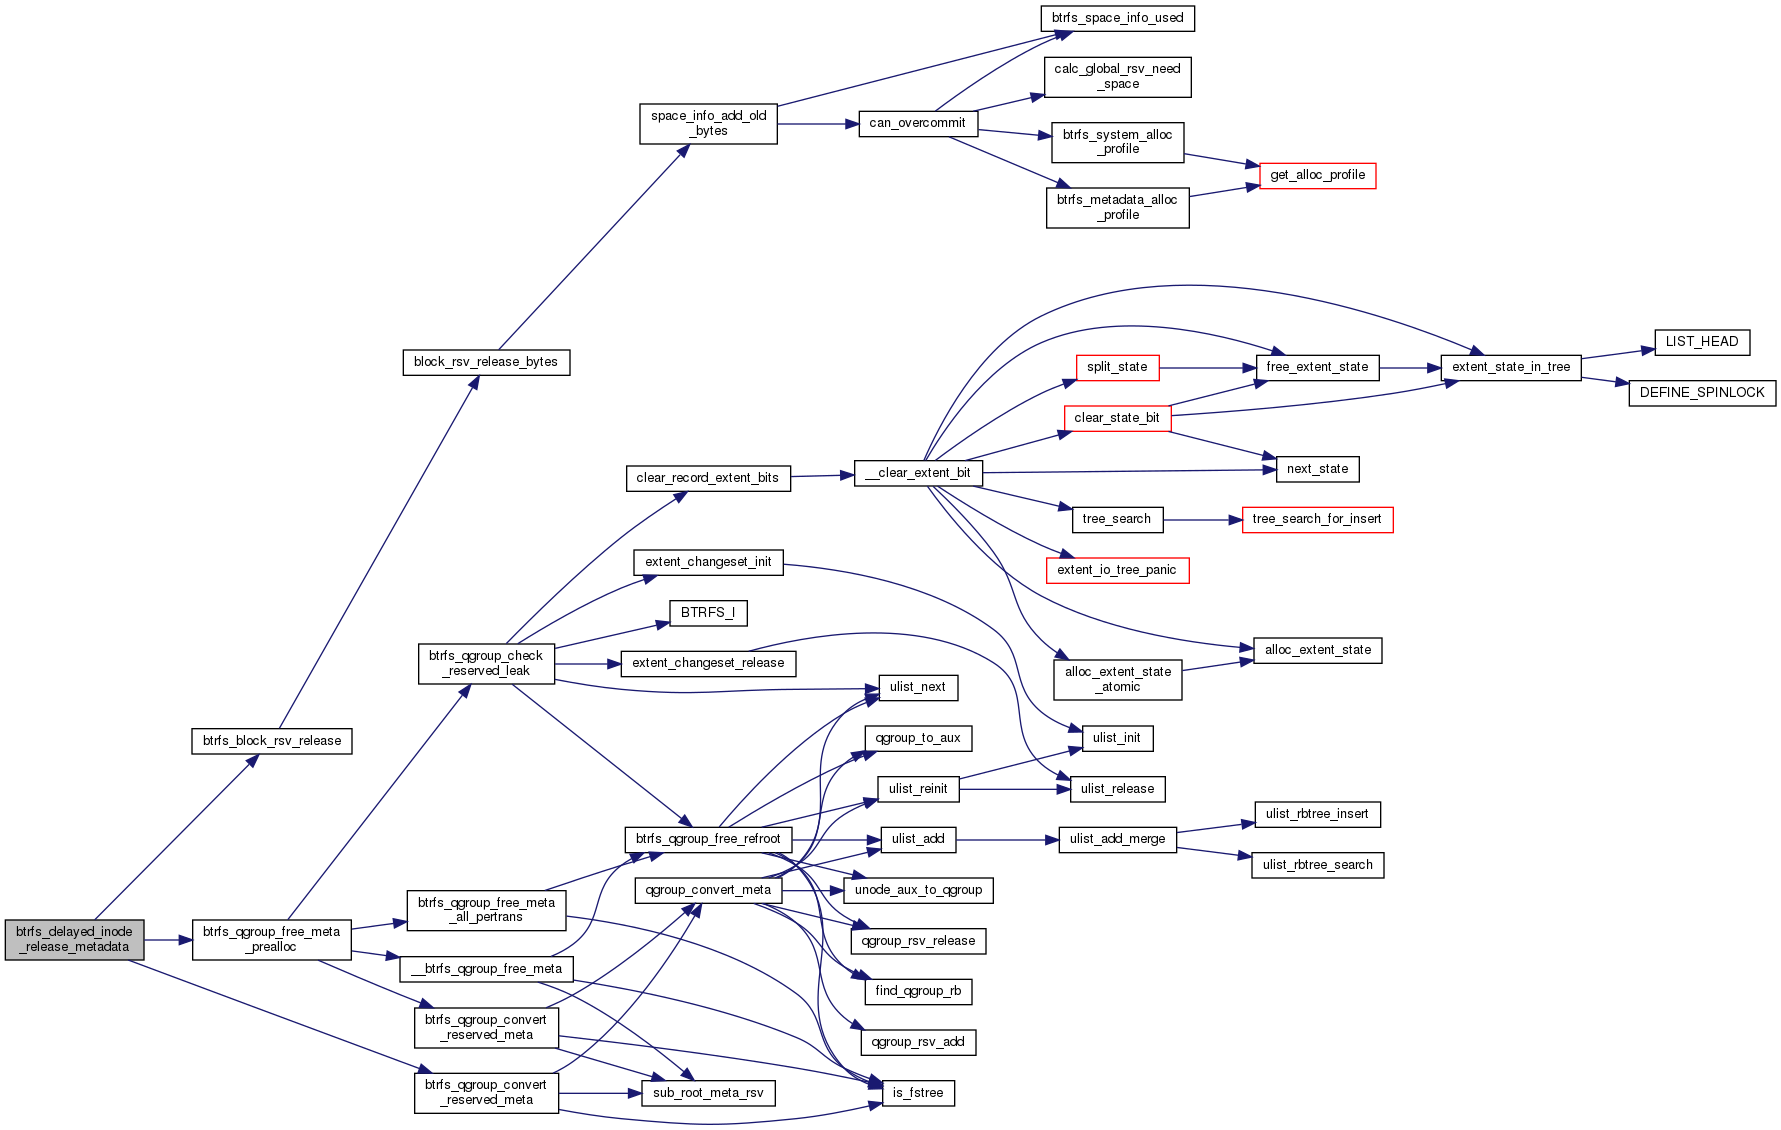 btrfs_space_info_used
calc_global_rsv_need
_space
space_info_add_old
_bytes
can_overcommit
btrfs_system_alloc
_profile
get_alloc_profile
btrfs_metadata_alloc
_profile
LIST_HEAD
block_rsv_release_bytes
split_state
free_extent_state
extent_state_in_tree
DEFINE_SPINLOCK
clear_state_bit
clear_record_extent_bits
__clear_extent_bit
next_state
tree_search
tree_search_for_insert
extent_changeset_init
extent_io_tree_panic
BTRFS_I
btrfs_qgroup_check
_reserved_leak
extent_changeset_release
alloc_extent_state
alloc_extent_state
_atomic
ulist_next
btrfs_block_rsv_release
qgroup_to_aux
ulist_init
ulist_reinit
ulist_release
ulist_rbtree_insert
btrfs_qgroup_free_refroot
ulist_add
ulist_add_merge
ulist_rbtree_search
qgroup_convert_meta
unode_aux_to_qgroup
btrfs_qgroup_free_meta
_all_pertrans
btrfs_delayed_inode
_release_metadata
btrfs_qgroup_free_meta
_prealloc
qgroup_rsv_release
__btrfs_qgroup_free_meta
find_qgroup_rb
btrfs_qgroup_convert
_reserved_meta
qgroup_rsv_add
btrfs_qgroup_convert
_reserved_meta
sub_root_meta_rsv
is_fstree